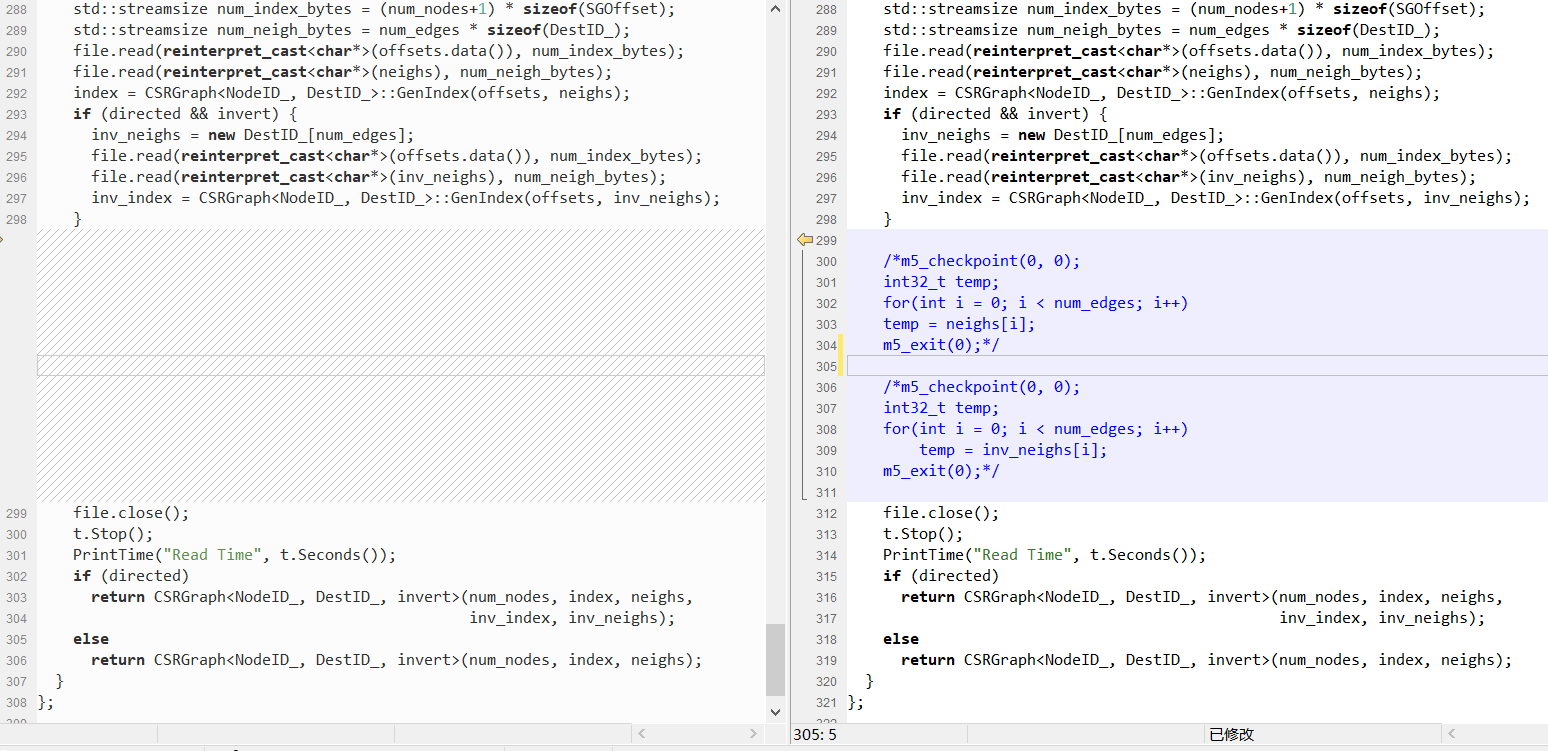 288 std::streamsize num_index_bytes = (num_nodes+1) * sizeof(SGOffset);
289 std::streamsize num_neigh_bytes = num_edges * sizeof(DestID_);
290 file.read(reinterpret_cast<char*>(offsets.data()), num_index_bytes);
291 file.read(reinterpret_cast<char*>(neighs), num_neigh_bytes);
292 index = CSRGraph<NodeID_, DestID_>::GenIndex(offsets, neighs);
293 if (directed && invert) {
294 inv_neighs = new DestID_[num_edges];
295 file.read(reinterpret_cast<char*>(offsets.data()), num_index_bytes);
296 file.read(reinterpret_cast<char*>(inv_neighs), num_neigh_bytes);
297 inv_index = CSRGraph<NodeID_, DestID_>::GenIndex(offsets, inv_neighs);
298 }
299 file.close();
300 t.Stop();
301 PrintTime("Read Time", t.Seconds());
302 if (directed)
303 return CSRGraph<NodeID_, DestID_, invert>(num_nodes, index, neighs,
304 inv_index, inv_neighs);
305 else
306 return CSRGraph<NodeID_, DestID_, invert>(num_nodes, index, neighs);
307 }
308 };
288 std::streamsize num_index_bytes = (num_nodes+1) * sizeof(SGOffset);
289 std::streamsize num_neigh_bytes = num_edges * sizeof(DestID_);
290 file.read(reinterpret_cast<char*>(offsets.data()), num_index_bytes);
291 file.read(reinterpret_cast<char*>(neighs), num_neigh_bytes);
292 index = CSRGraph<NodeID_, DestID_>::GenIndex(offsets, neighs);
293 if (directed && invert) {
294 inv_neighs = new DestID_[num_edges];
295 file.read(reinterpret_cast<char*>(offsets.data()), num_index_bytes);
296 file.read(reinterpret_cast<char*>(inv_neighs), num_neigh_bytes);
297 inv_index = CSRGraph<NodeID_, DestID_>::GenIndex(offsets, inv_neighs);
298 }
299
300 /*m5_checkpoint(0, 0);
301 int32_t temp;
302 for(int i = 0; i < num_edges; i++)
303 temp = neighs[i];
304 m5_exit(0);*/
305
306 /*m5_checkpoint(0, 0);
307 int32_t temp;
308 for(int i = 0; i < num_edges; i++)
309 temp = inv_neighs[i];
310 m5_exit(0);*/
311
312 file.close();
313 t.Stop();
314 PrintTime("Read Time", t.Seconds());
315 if (directed)
316 return CSRGraph<NodeID_, DestID_, invert>(num_nodes, index, neighs,
317 inv_index, inv_neighs);
318 else
319 return CSRGraph<NodeID_, DestID_, invert>(num_nodes, index, neighs);
320 }
321 };
305: 5 已修改